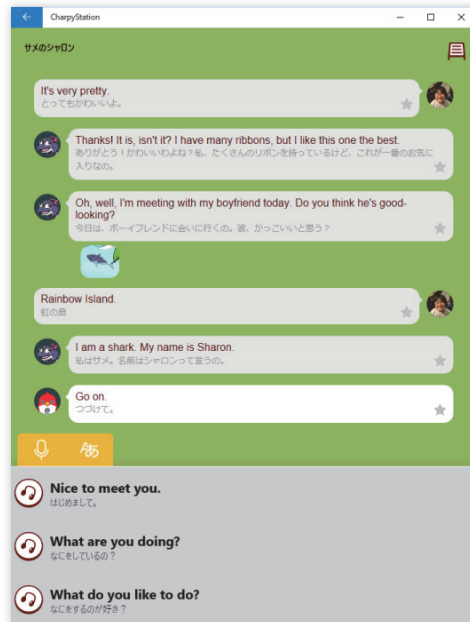 CharpyStation
サメのシャロン
It's very pretty.
とってもかわいいよ。
Thanks! It is, isn't it? I have many ribbons, but I like this one the best.
ありがとう！かわいいわよね？私、たくさんのリボンを持っているけど、これが一番のお気に
入りなの。
Oh, well, I'm meeting with my boyfriend today. Do you think he's good-
looking?
今日は、ボーイフレンドに会いに行くの。彼、かっこいいと思う？
Rainbow Island.
虹の島
I am a shark. My name is Sharon.
私はサメ。名前はシャロンって言うの。
Go on.
つづけて。
Aあ
Nice to meet you.
はじめまして。
What are you doing?
なにをしているの？
What do you like to do?
なにをするのが好き？